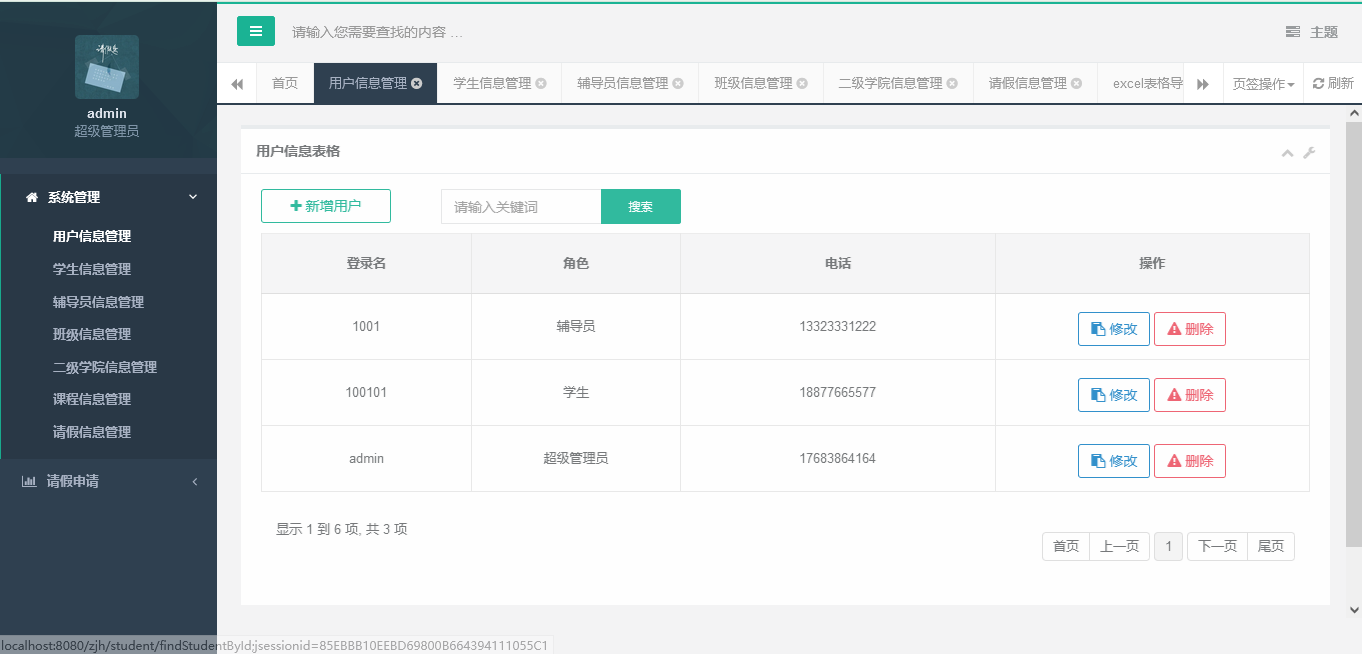 admin
超级管理员
系统管理
用户信息管理
学生信息管理
辅导员信息管理
班级信息管理
二级学院信息管理
课程信息管理
请假信息管理
请假申请
请输入您需要查找的内容 …
主题
首页 用户信息管理 学生信息管理 辅导员信息管理 班级信息管理 二级学院信息管理 请假信息管理 excel表格导 页签操作 刷新
用户信息表格
新增用户 请输入关键词 搜索
登录名 角色 电话 操作
1001 辅导员 13323331222 修改 删除
100101 学生 18877665577 修改 删除
admin 超级管理员 17683864164 修改 删除
显示 1 到 6 项, 共 3 项
首页 上一页 1 下一页 尾页
localhost:8080/zjh/student/findStudentById;jsessionid=85EBBB10EEBD69800B664394111055C1